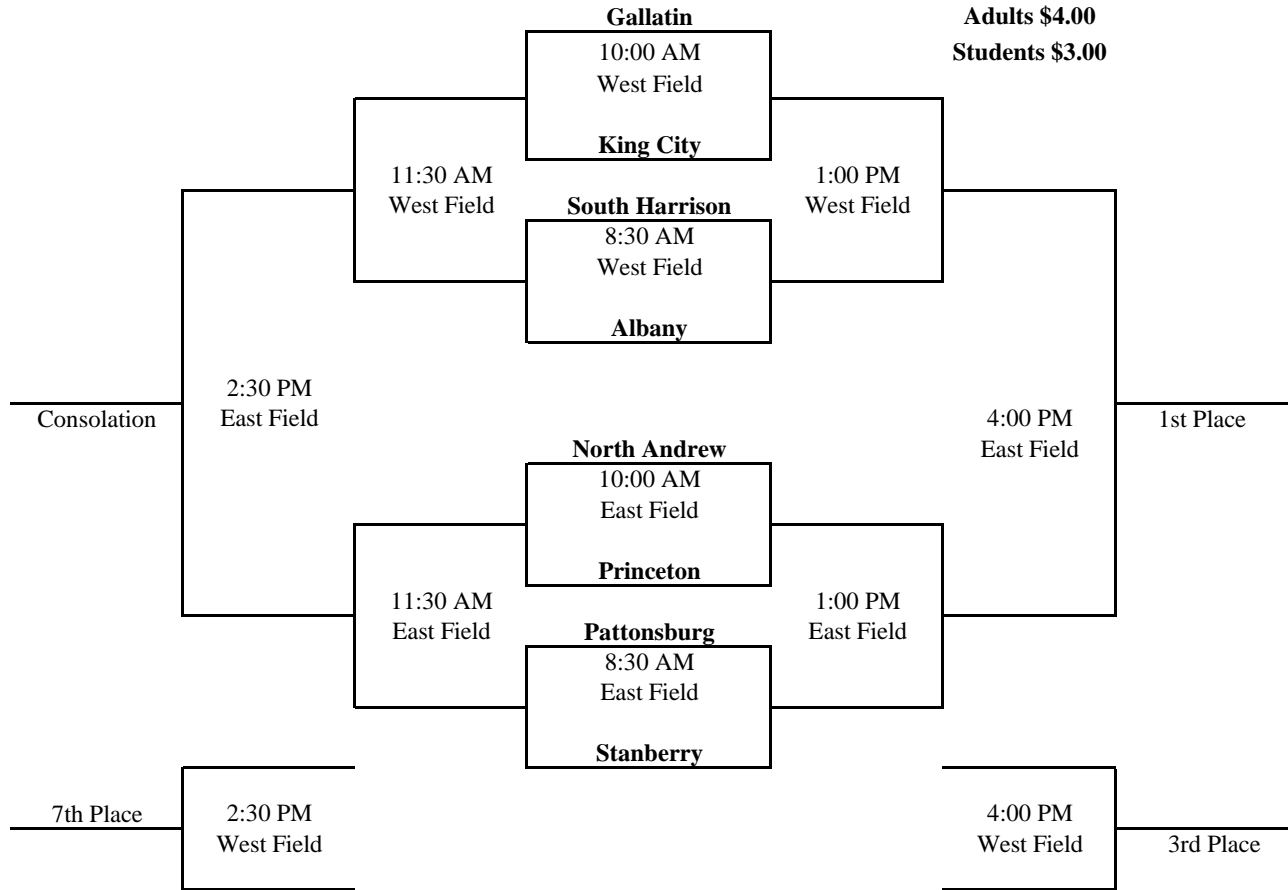 Gallatin
Adults $4.00
10:00 AM
Students $3.00
West Field
King City
11:30 AM
1:00 PM
West Field
South Harrison
West Field
8:30 AM
West Field
Albany
2:30 PM
Consolation
East Field
4:00 PM
1st Place
East Field
North Andrew
10:00 AM
East Field
Princeton
11:30 AM
1:00 PM
East Field
Pattonsburg
East Field
8:30 AM
East Field
Stanberry
7th Place
2:30 PM
West Field
4:00 PM
West Field
3rd Place